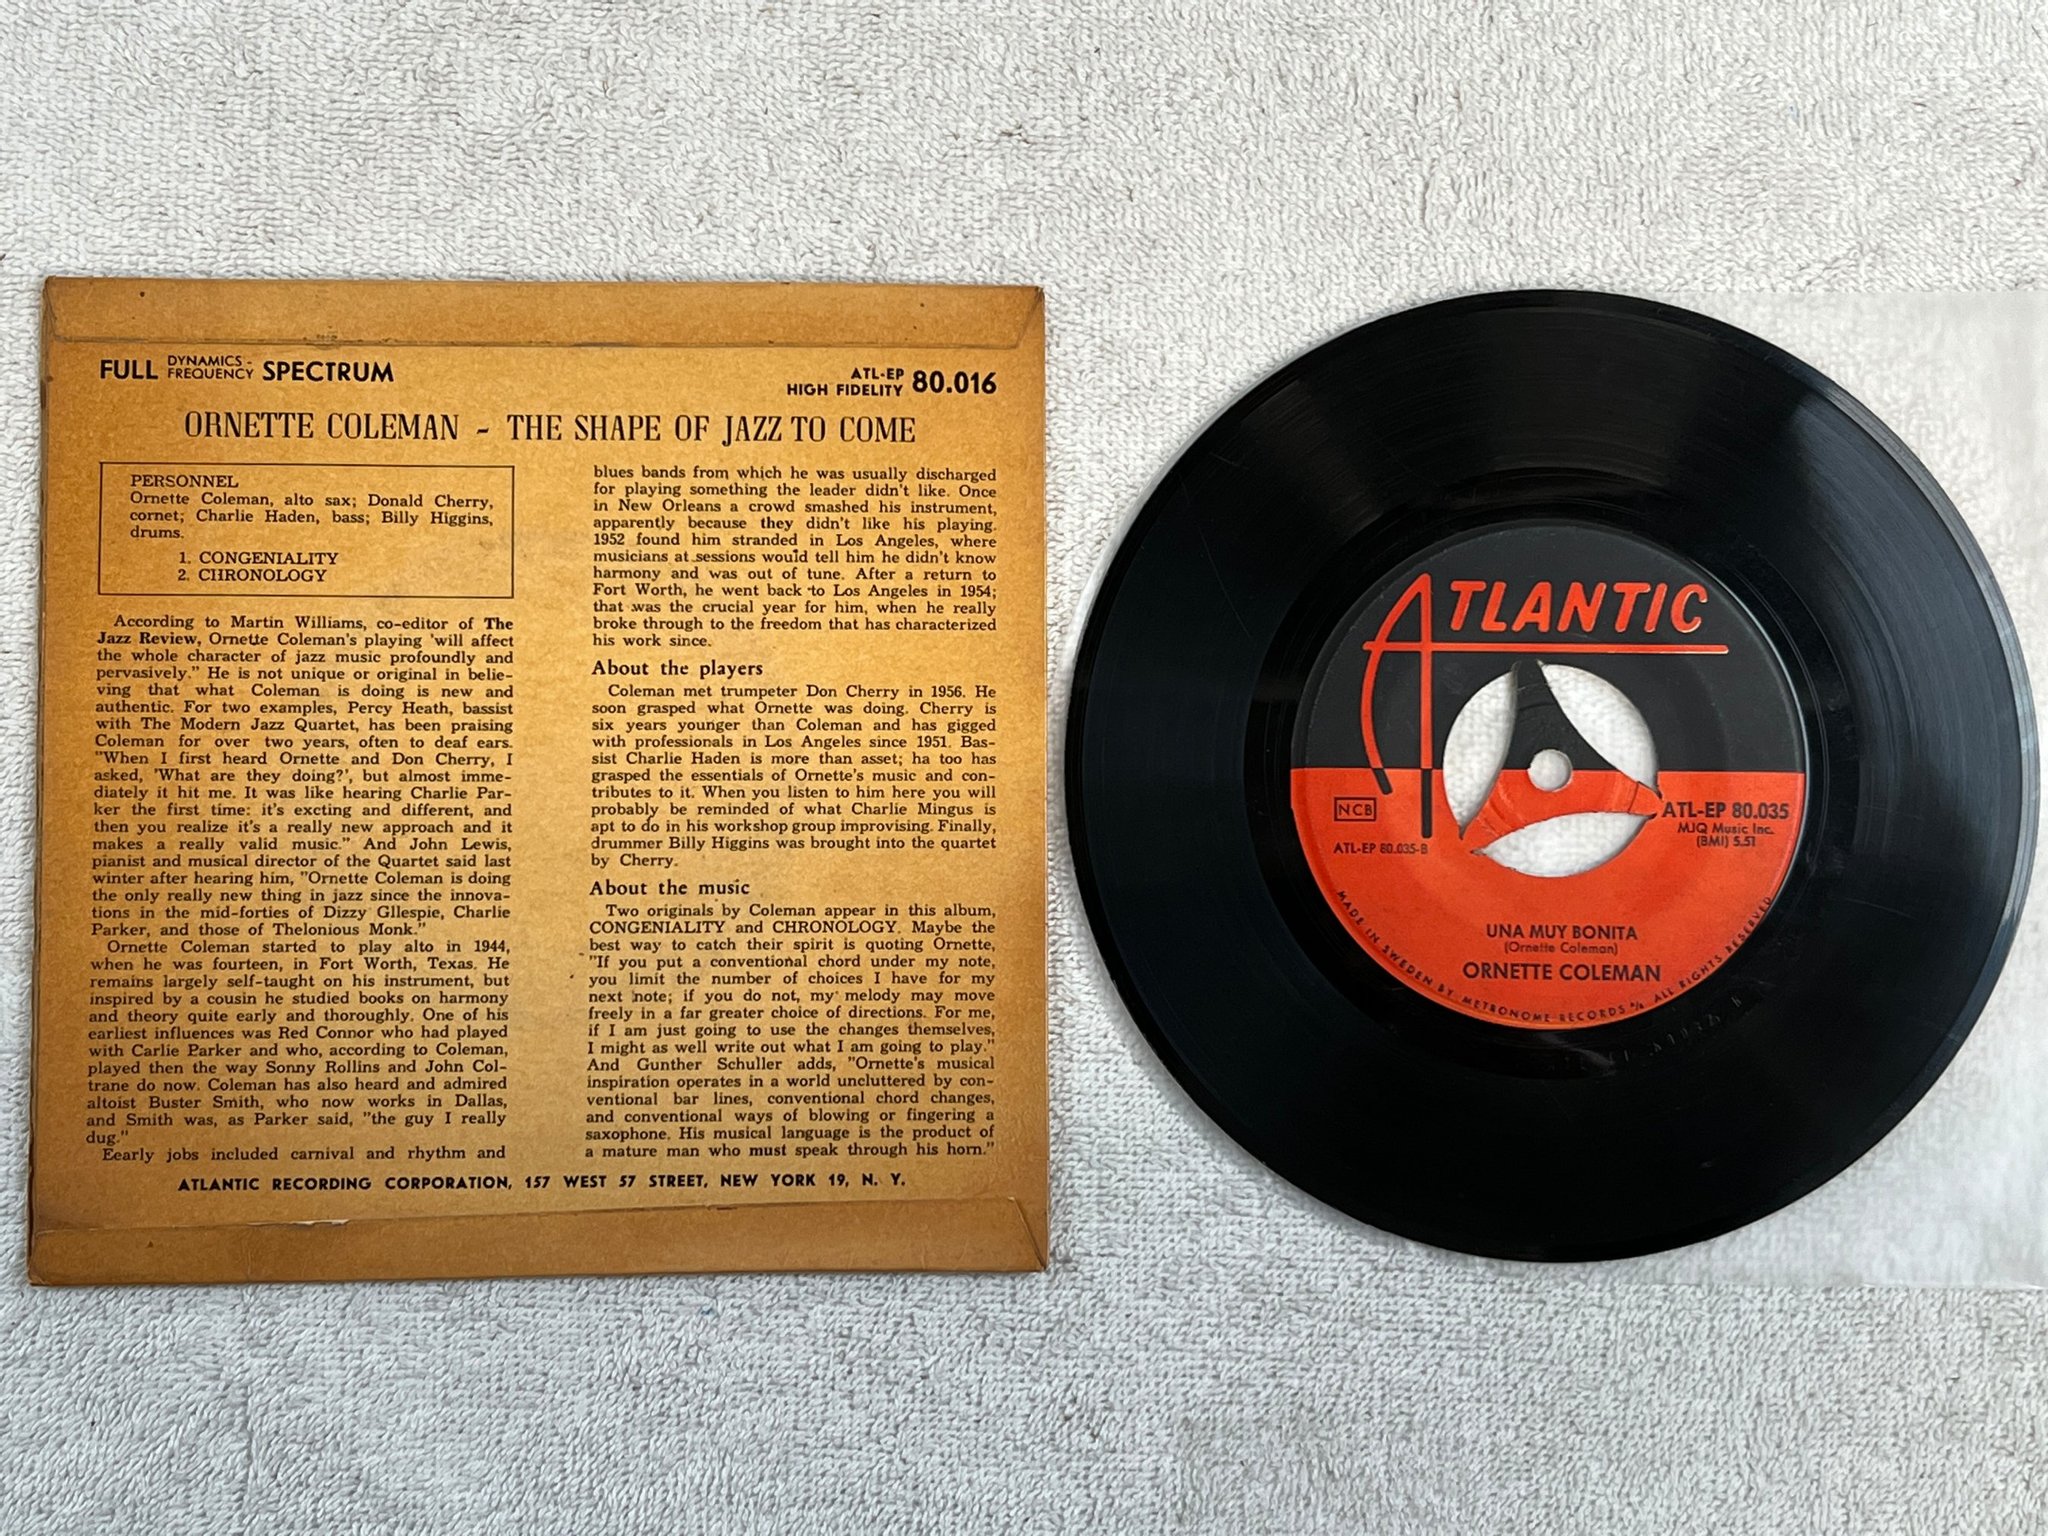 FULL DYNAMICS - FREQUENCY SPECTRUM
ATL-EP
HIGH FIDELITY 80.016
ORNETTE COLEMAN - THE SHAPE OF JAZZ TO COME
PERSONNEL
Ornette Coleman, alto sax; Donald Cherry,
cornet; Charlie Haden, bass; Billy Higgins,
drums.
1. CONGENIALITY
2. CHRONOLOGY
According to Martin Williams, co-editor of The
Jazz Review, Ornette Coleman's playing 'will affect
the whole character of jazz music profoundly and
pervasively." He is not unique or original in belie-
ving that what Coleman is doing is new and
authentic. For two examples, Percy Heath, bassist
with The Modern Jazz Quartet, has been praising
Coleman for over two years, often to deaf ears.
"When I first heard Ornette and Don Cherry, I
asked, 'What are they doing?', but almost imme-
diately it hit me. It was like hearing Charlie Par-
ker the first time: it's excting and different, and
then you realize it's a really new approach and it
makes a really valid music." And John Lewis,
pianist and musical director of the Quartet said last
winter after hearing him, "Ornette Coleman is doing
the only really new thing in jazz since the innova-
tions in the mid-forties of Dizzy Gllespie, Charlie
Parker, and those of Thelonious Monk."
Ornette Coleman started to play alto in 1944,
when he was fourteen, in Fort Worth, Texas. He
remains largely self-taught on his instrument, but
inspired by a cousin he studied books on harmony
and theory quite early and thoroughly. One of his
earliest influences was Red Connor who had played
with Carlie Parker and who, according to Coleman,
played then the way Sonny Rollins and John Col-
trane do now. Coleman has also heard and admired
altoist Buster Smith, who now works in Dallas,
and Smith was, as Parker said, "the guy I really
dug."
Eearly jobs included carnival and rhythm and
blues bands from which he was usually discharged
for playing something the leader didn't like. Once
in New Orleans a crowd smashed his instrument,
apparently because they didn't like his playing.
1952 found him stranded in Los Angeles, where
musicians at sessions would tell him he didn't know
harmony and was out of tune. After a return to
Fort Worth, he went back to Los Angeles in 1954;
that was the crucial year for him, when he really
broke through to the freedom that has characterized
his work since.
About the players
Coleman met trumpeter Don Cherry in 1956. He
soon grasped what Ornette was doing. Cherry is
six years younger than Coleman and has gigged
with professionals in Los Angeles since 1951. Bas-
sist Charlie Haden is more than asset; ha too has
grasped the essentials of Ornette's music and con-
tributes to it. When you listen to him here you will
probably be reminded of what Charlie Mingus is
apt to do in his workshop group improvising. Finally,
drummer Billy Higgins was brought into the quartet
by Cherry.
About the music
Two originals by Coleman appear in this album,
CONGENIALITY and CHRONOLOGY. Maybe the
best way to catch their spirit is quoting Ornette,
"If you put a conventional chord under my note,
you limit the number of choices I have for my
next note; if you do not, my melody may move
freely in a far greater choice of directions. For me,
if I am just going to use the changes themselves,
I might as well write out what I am going to play."
And Gunther Schuller adds, "Ornette's musical
inspiration operates in a world uncluttered by con-
ventional bar lines, conventional chord changes,
and conventional ways of blowing or fingering a
saxophone. His musical language is the product of
a mature man who must speak through his horn."
ATLANTIC RECORDING CORPORATION, 157 WEST 57 STREET, NEW YORK 19, N. Y.
ATLANTIC
NCB
ATL-EP 80.035-B
ATL-EP 80.035
MJQ Music Inc.
(BMI) 5.51
UNA MUY BONITA
(Ornette Coleman)
ORNETTE COLEMAN
MADE IN SWEDEN BY METRONOME RECORDS A/B ALL RIGHTS RESERVED